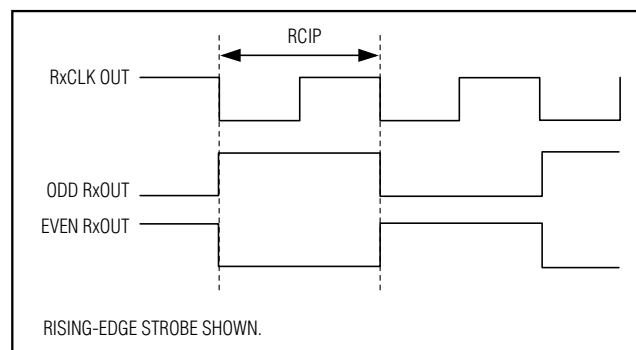 RCIP
RxCLK OUT
ODD RxOUT
EVEN RxOUT
RISING-EDGE STROBE SHOWN.